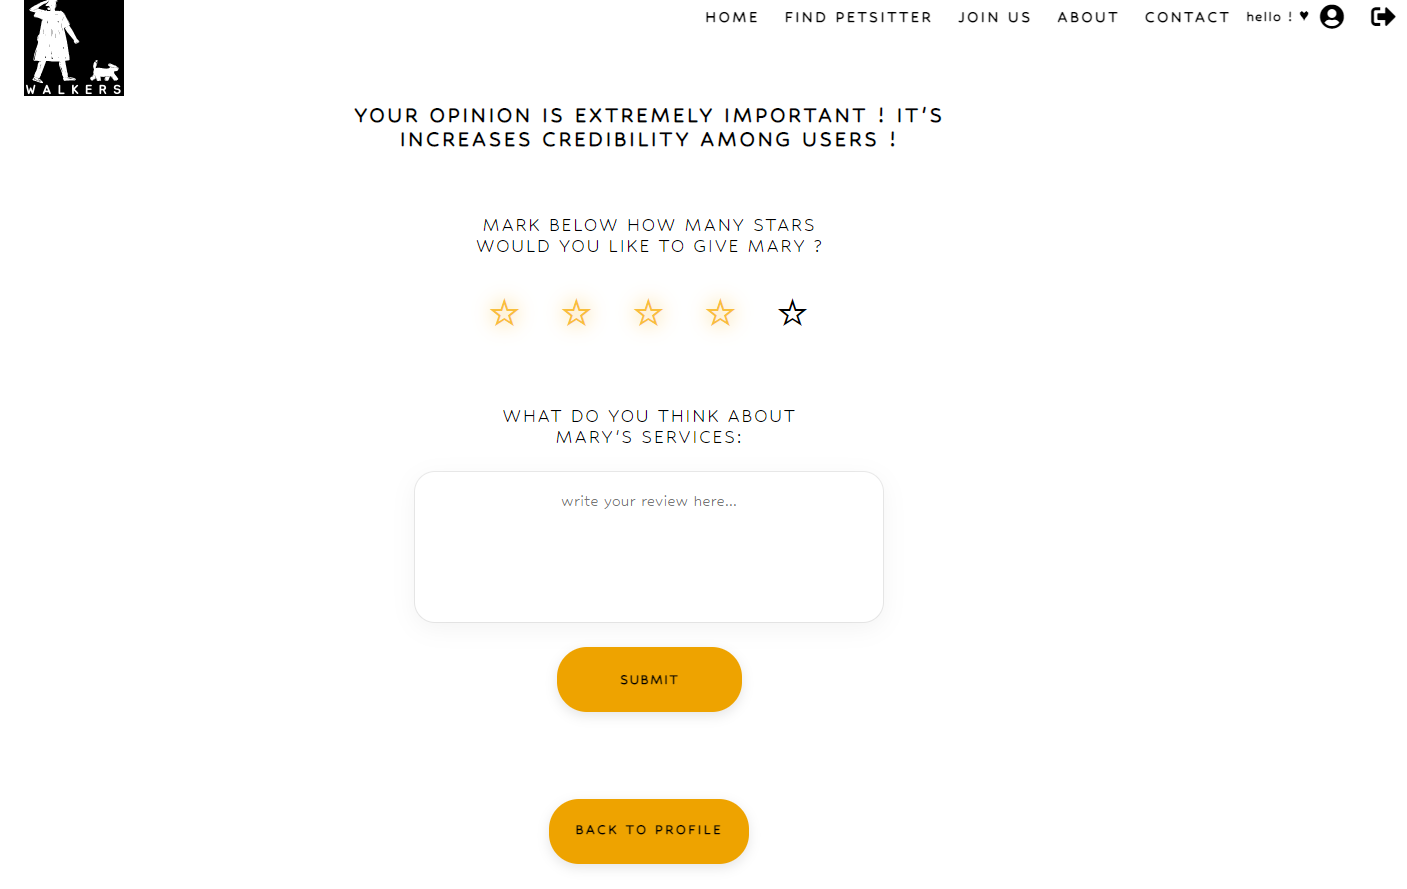 WALKERS
HOME FIND PETSITTER JOIN US ABOUT CONTACT hello ! ♥
YOUR OPINION IS EXTREMELY IMPORTANT ! IT'S
INCREASES CREDIBILITY AMONG USERS !
MARK BELOW HOW MANY STARS
WOULD YOU LIKE TO GIVE MARY ?
WHAT DO YOU THINK ABOUT
MARY'S SERVICES:
write your review here...
SUBMIT
BACK TO PROFILE